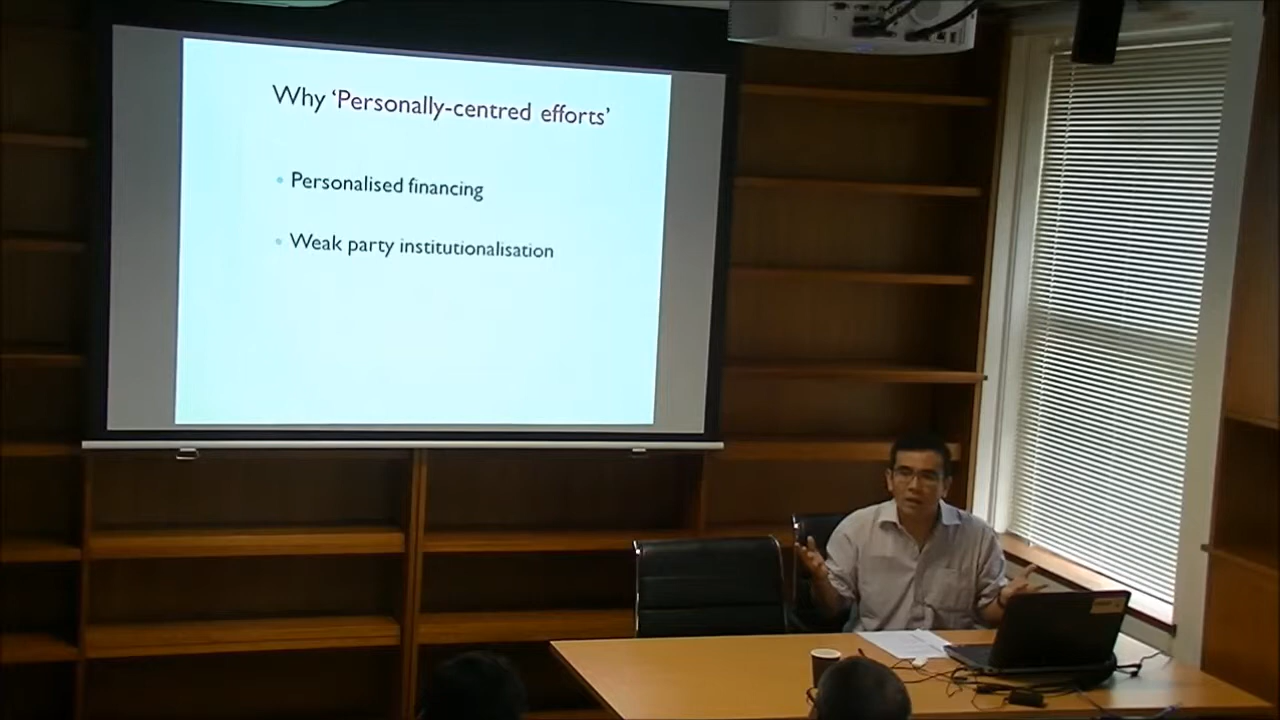 Why ‘Personally-centred efforts’
• Personalised financing
• Weak party institutionalisation